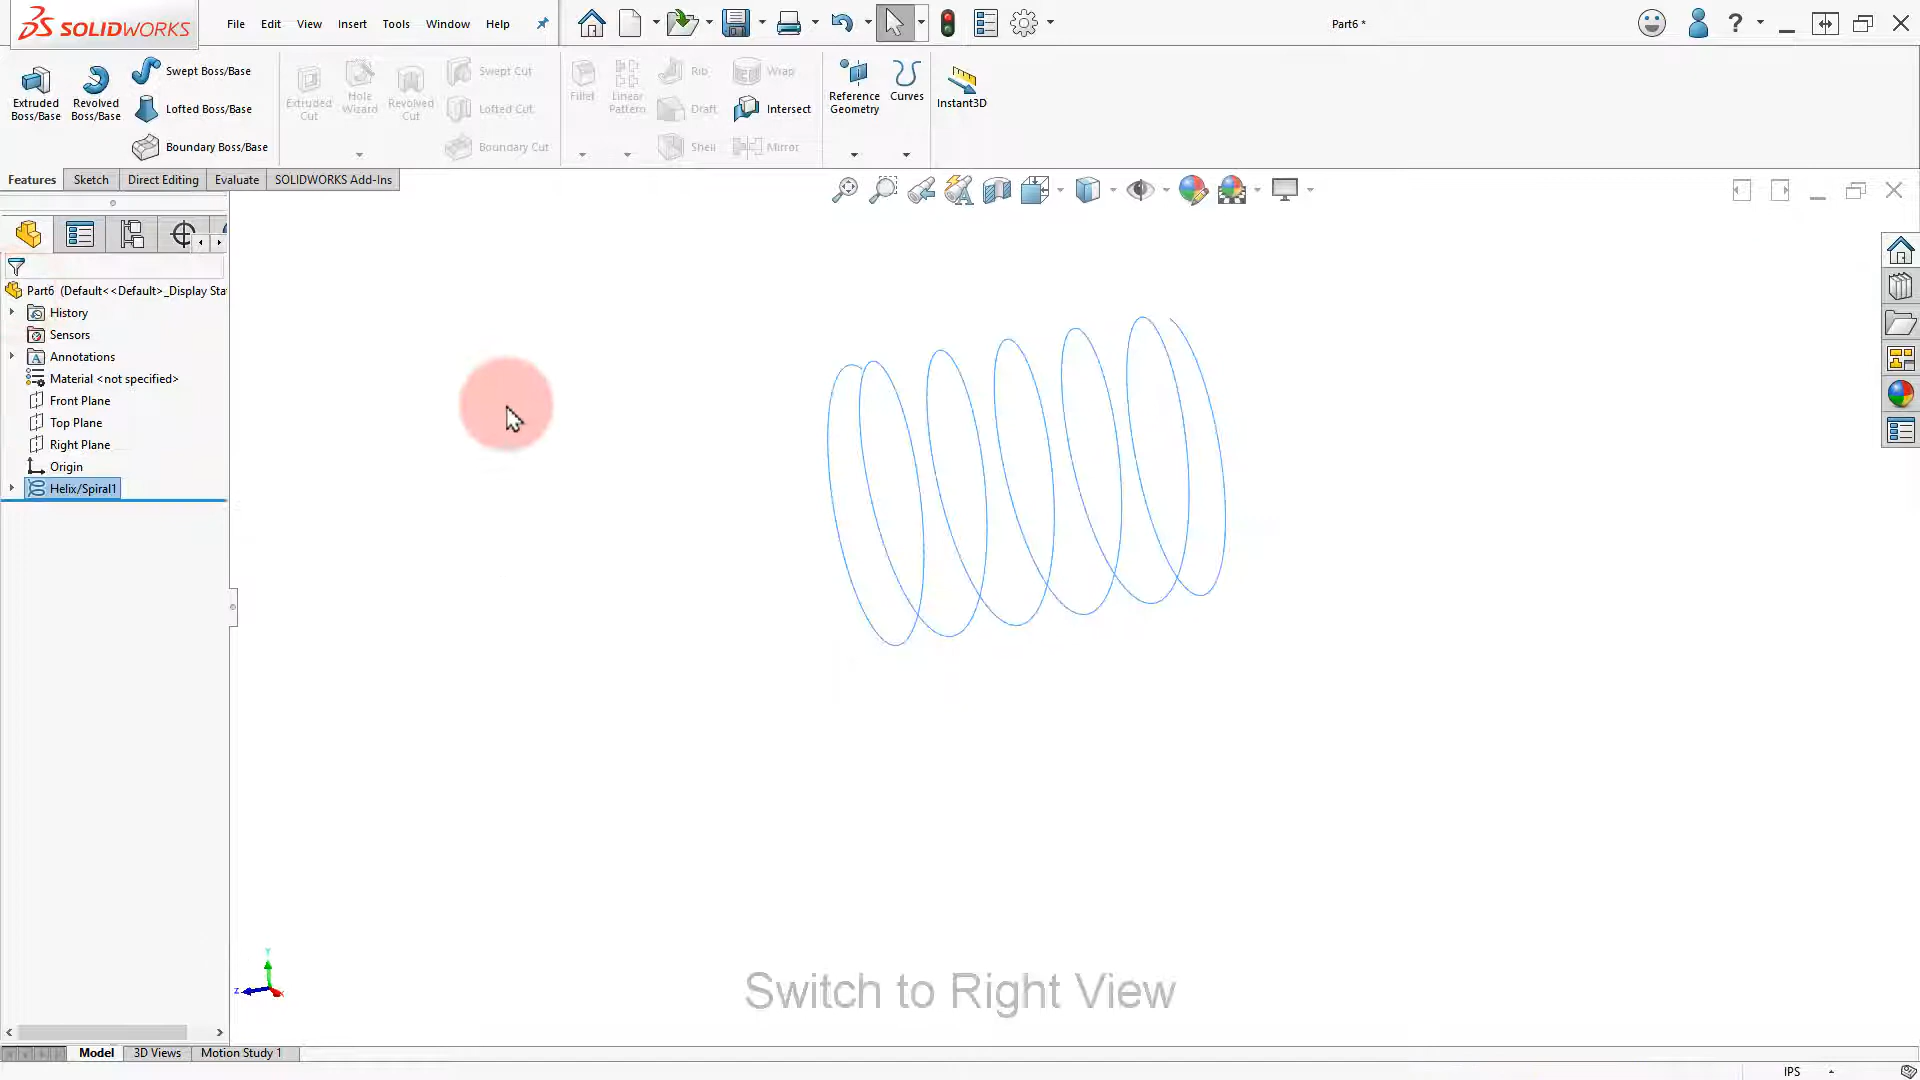 SOLIDWORKS
File Edit View Insert Tools Window Help
Part6 *
Extruded Boss/Base
Revolved Boss/Base
Swept Boss/Base
Lofted Boss/Base
Boundary Boss/Base
Extruded Cut
Hole Wizard
Revolved Cut
Swept Cut
Lofted Cut
Boundary Cut
Fillet
Linear Pattern
Rib
Draft
Shell
Wrap
Intersect
Mirror
Reference Geometry
Curves
Instant3D
Features Sketch Direct Editing Evaluate SOLIDWORKS Add-Ins
Part6 (Default<<Default>_Display Sta
History
Sensors
A Annotations
Material <not specified>
Front Plane
Top Plane
Right Plane
Origin
Helix/Spiral1
Y
Z
X
Switch to Right View
Model 3D Views Motion Study 1
IPS